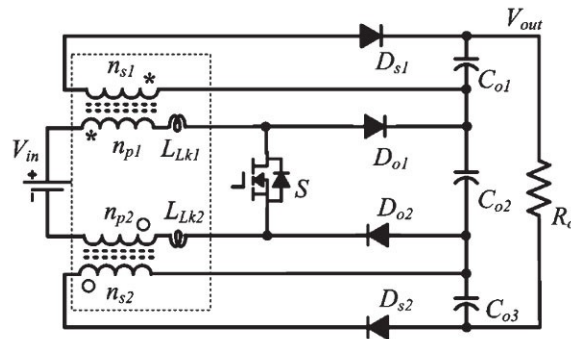 V_out
n_s1
*
D_s1
C_o1
V_in
+
-
*
n_p1
L_Lk1
D_o1
S
C_o2
R_o
n_p2
L_Lk2
D_o2
n_s2
D_s2
C_o3